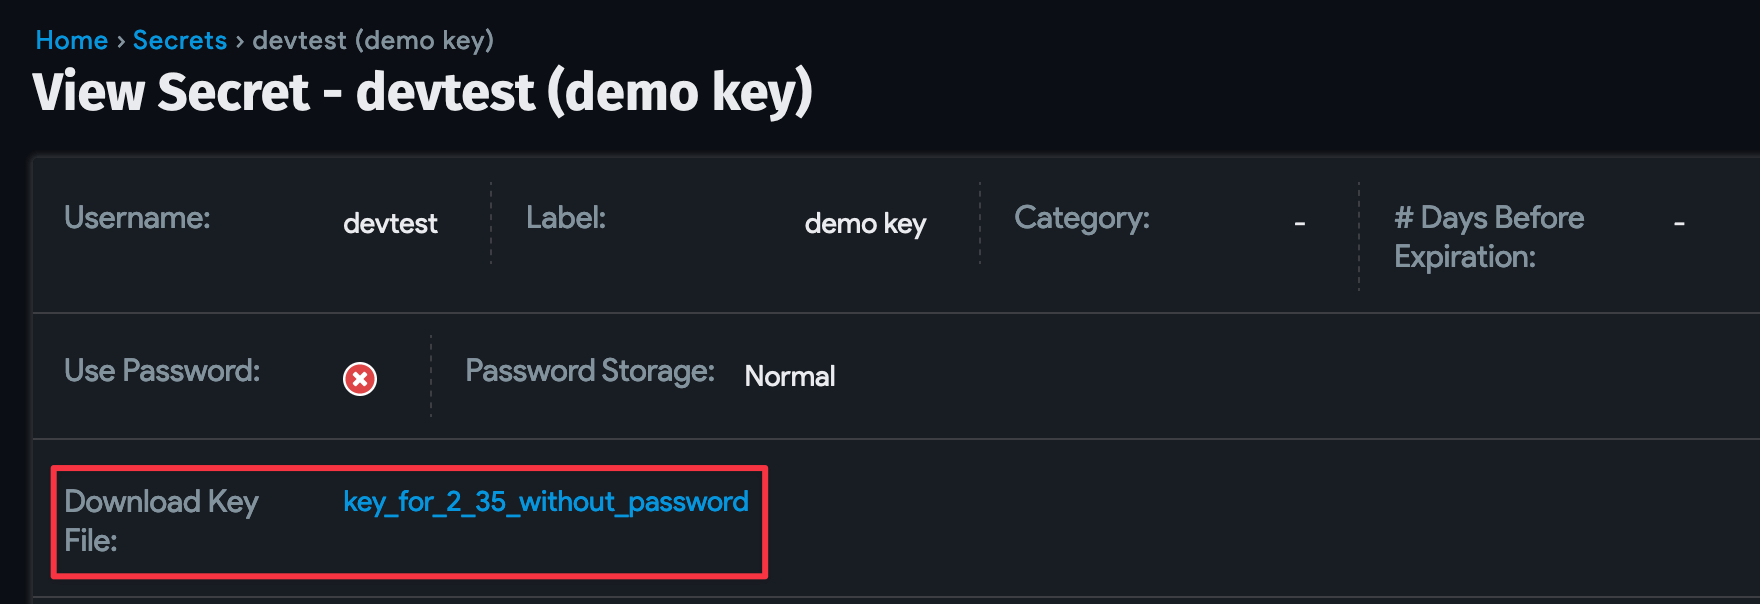 Home › Secrets › devtest (demo key)
View Secret - devtest (demo key)
Username: devtest Label: demo key Category: - # Days Before Expiration: -
Use Password: Password Storage: Normal
Download Key File: key_for_2_35_without_password